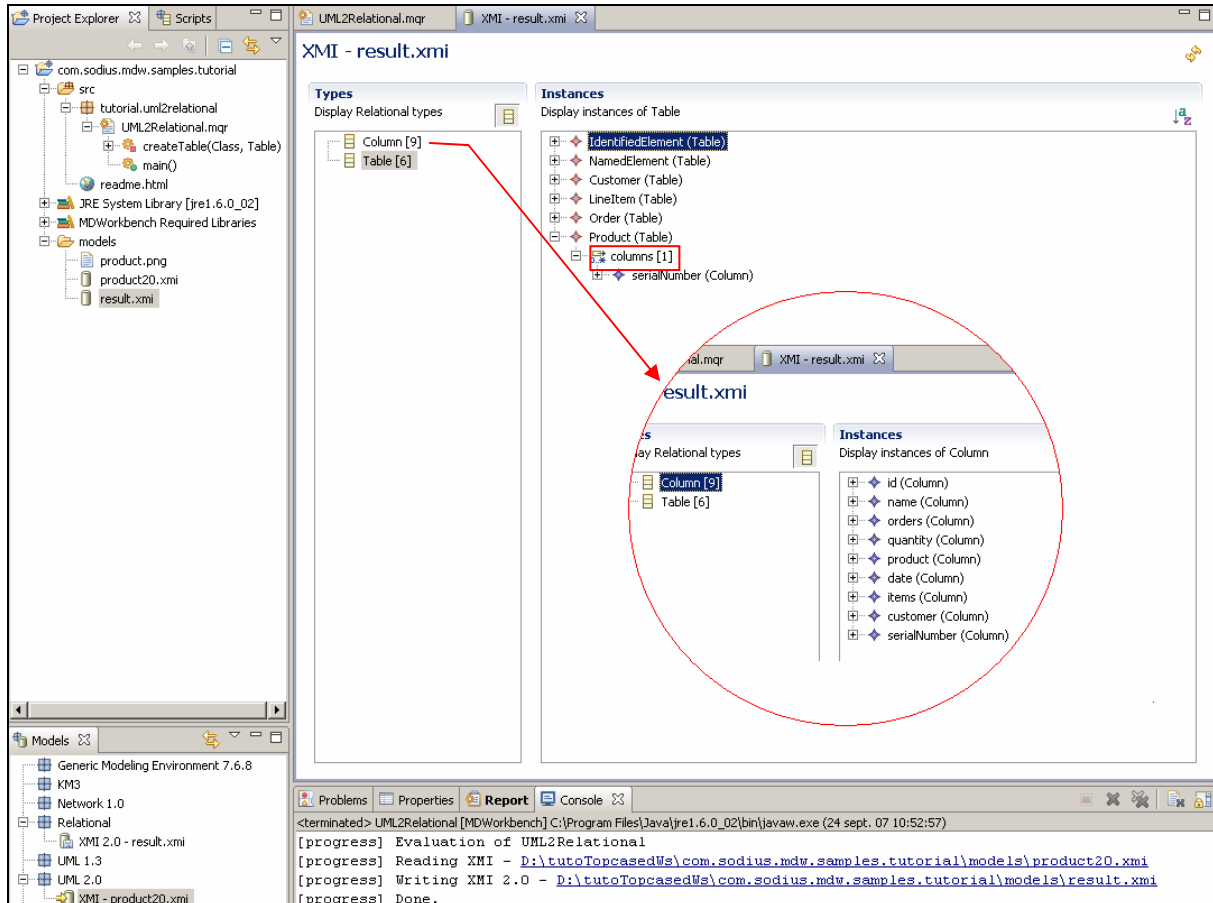 Project Explorer
Scripts
com.sodius.mdw.samples.tutorial
src
tutorial.uml2relational
UML2Relational.mqr
createTable(Class, Table)
main()
readme.html
JRE System Library [jre1.6.0_02]
MDWorkbench Required Libraries
models
product.png
product20.xmi
result.xmi
UML2Relational.mqr
XMI - result.xmi
XMI - result.xmi
Types
Display Relational types
Column [9]
Table [6]
Instances
Display instances of Table
IdentifiedElement (Table)
NamedElement (Table)
Customer (Table)
LineItem (Table)
Order (Table)
Product (Table)
columns [1]
serialNumber (Column)
al.mqr
XMI - result.xmi
esult.xmi
es
lay Relational types
Column [9]
Table [6]
Instances
Display instances of Column
id (Column)
name (Column)
orders (Column)
quantity (Column)
product (Column)
date (Column)
items (Column)
customer (Column)
serialNumber (Column)
Models
Generic Modeling Environment 7.6.8
KM3
Network 1.0
Relational
XMI 2.0 - result.xmi
UML 1.3
UML 2.0
XMI - product20.xmi
Problems
Properties
Report
Console
<terminated> UML2Relational [MDWorkbench] C:\Program Files\Java\jre1.6.0_02\bin\javaw.exe (24 sept. 07 10:52:57)
[progress] Evaluation of UML2Relational
[progress] Reading XMI - D:\tutoTopcasedWs\com.sodius.mdw.samples.tutorial\models\product20.xmi
[progress] Writing XMI 2.0 - D:\tutoTopcasedWs\com.sodius.mdw.samples.tutorial\models\result.xmi
[progress] Done.